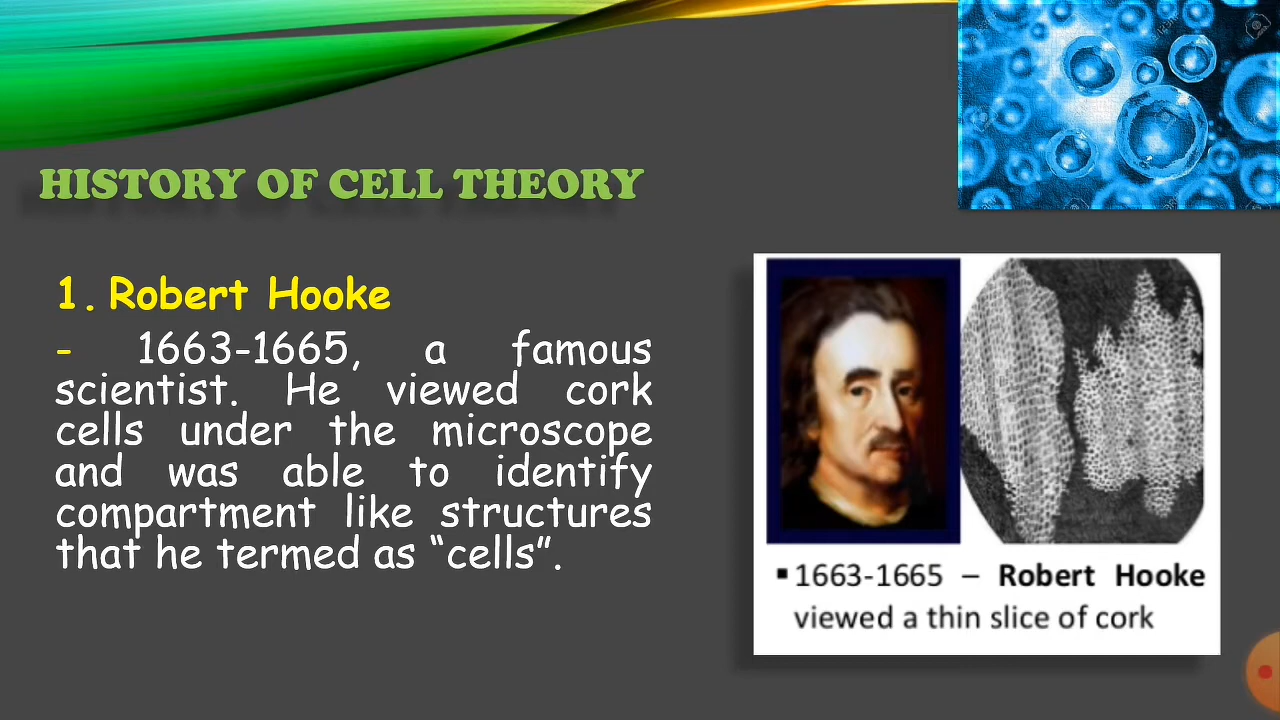 HISTORY OF CELL THEORY
1. Robert Hooke
- 1663-1665, a famous
scientist. He viewed cork
cells under the microscope
and was able to identify
compartment like structures
that he termed as “cells”.
▪1663-1665 – Robert Hooke
viewed a thin slice of cork